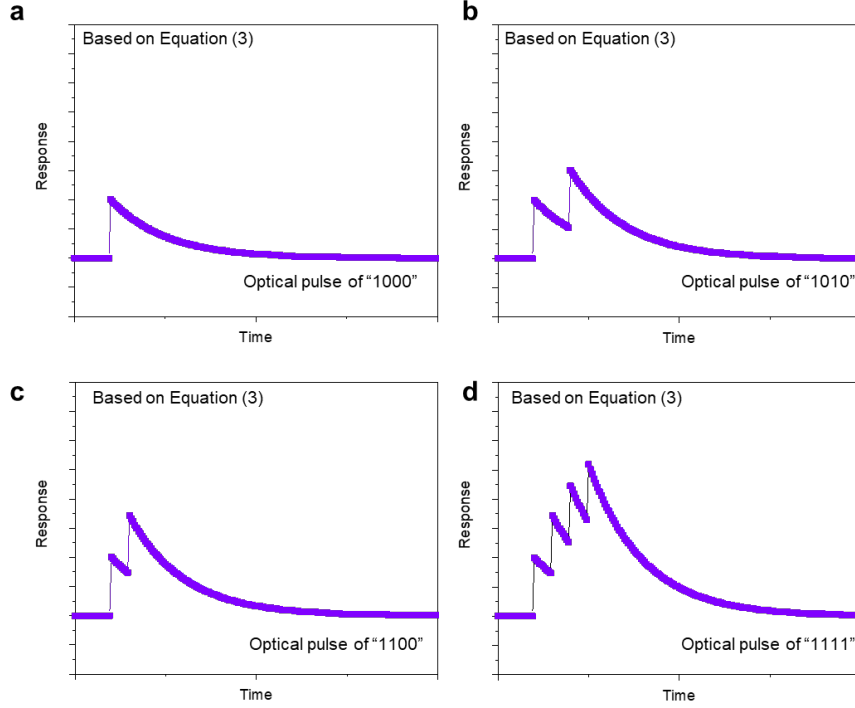 a
Based on Equation (3)
Response
Optical pulse of “1000”
Time
b
Based on Equation (3)
Response
Optical pulse of “1010”
Time
c
Based on Equation (3)
Response
Optical pulse of “1100”
Time
d
Based on Equation (3)
Response
Optical pulse of “1111”
Time